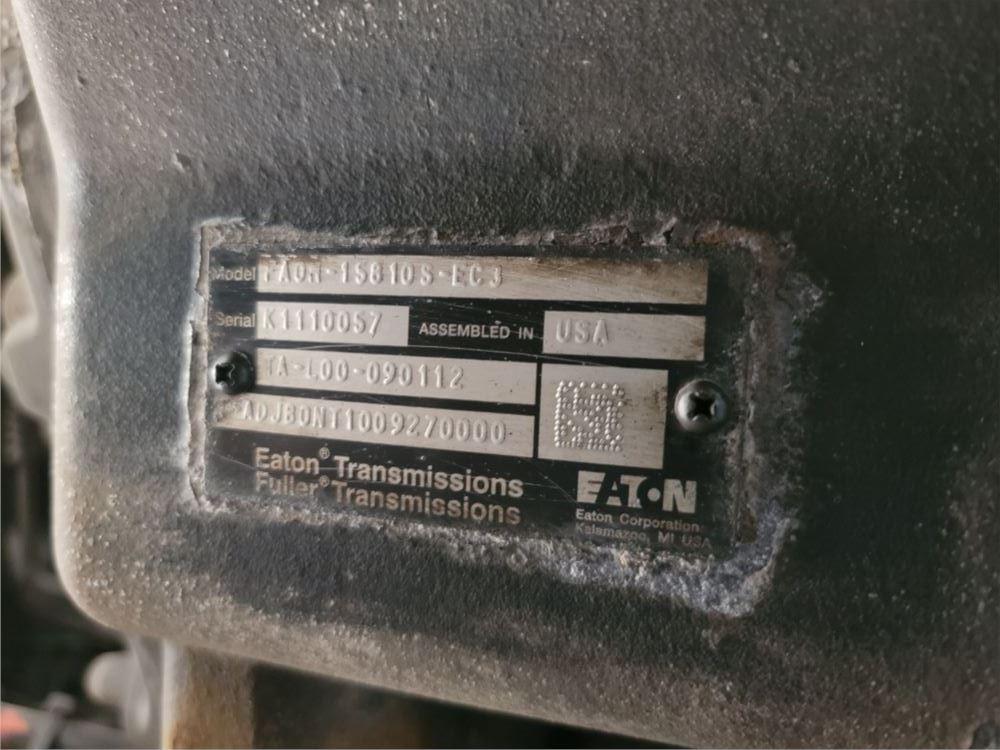 Model FAOM-15810S-EC3
Serial K1110057 ASSEMBLED IN USA
TA-L00-090112
ADJBONT1009270000
Eaton® Transmissions
Fuller® Transmissions
EATON
Eaton Corporation
Kalamazoo, MI USA